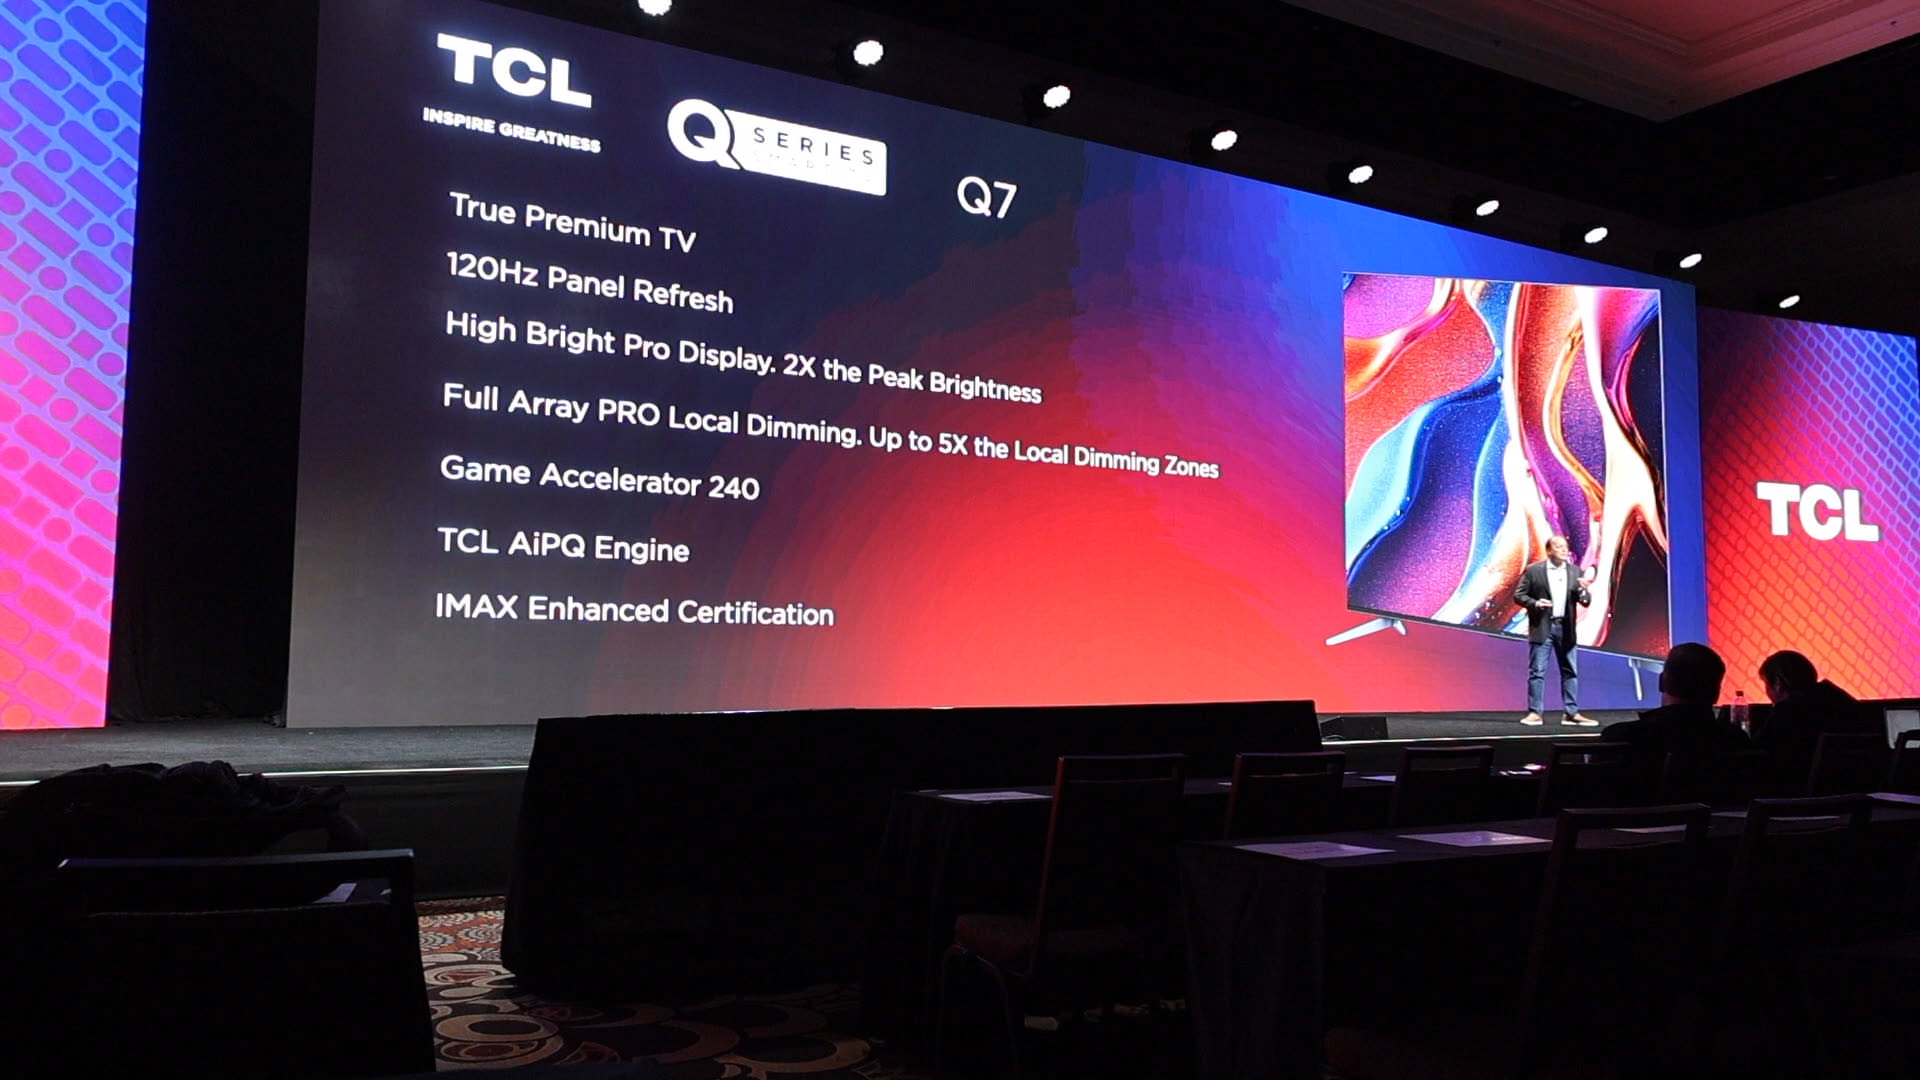 TCL
INSPIRE GREATNESS
Q SERIES
Q7
True Premium TV
120Hz Panel Refresh
High Bright Pro Display. 2X the Peak Brightness
Full Array PRO Local Dimming. Up to 5X the Local Dimming Zones
Game Accelerator 240
TCL AiPQ Engine
IMAX Enhanced Certification
TCL